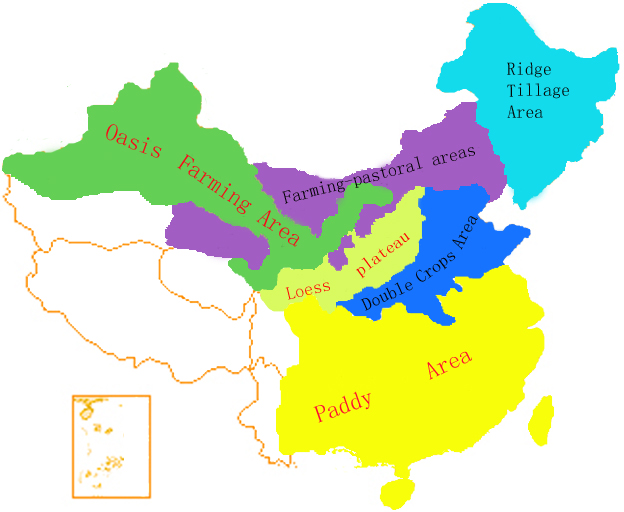 Ridge
Tillage
Area
Oasis Farming Area
Farming-pastoral areas
Loess plateau
Double Crops Area
Paddy Area